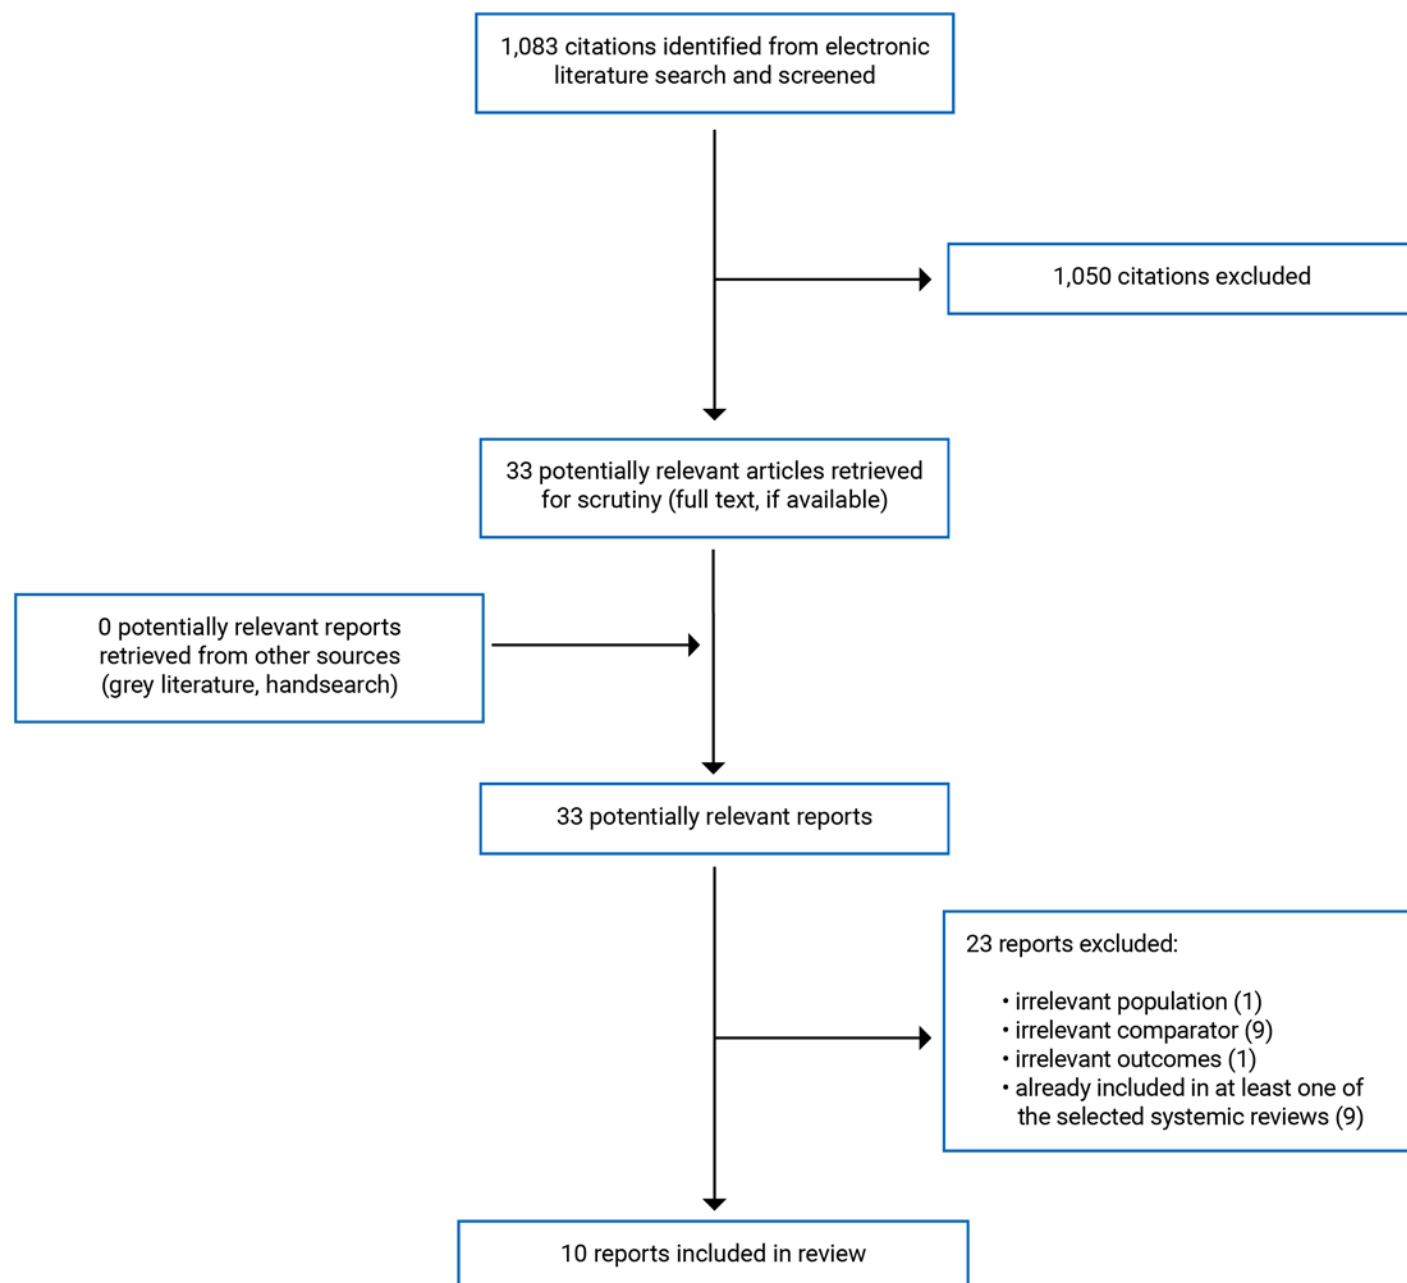 1,083 citations identified from electronic
literature search and screened
1,050 citations excluded
33 potentially relevant articles retrieved
for scrutiny (full text, if available)
0 potentially relevant reports
retrieved from other sources
(grey literature, handsearch)
33 potentially relevant reports
23 reports excluded:
• irrelevant population (1)
• irrelevant comparator (9)
• irrelevant outcomes (1)
• already included in at least one of
the selected systemic reviews (9)
10 reports included in review